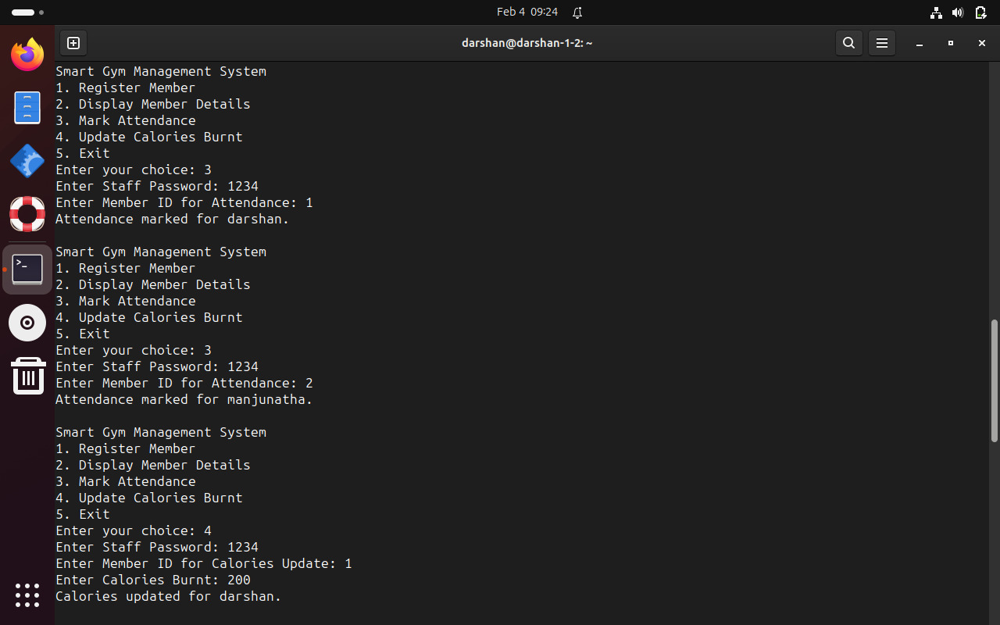 Feb 4 09:24
darshan@darshan-1-2: ~
Smart Gym Management System
1. Register Member
2. Display Member Details
3. Mark Attendance
4. Update Calories Burnt
5. Exit
Enter your choice: 3
Enter Staff Password: 1234
Enter Member ID for Attendance: 1
Attendance marked for darshan.
Smart Gym Management System
1. Register Member
2. Display Member Details
3. Mark Attendance
4. Update Calories Burnt
5. Exit
Enter your choice: 3
Enter Staff Password: 1234
Enter Member ID for Attendance: 2
Attendance marked for manjunatha.
Smart Gym Management System
1. Register Member
2. Display Member Details
3. Mark Attendance
4. Update Calories Burnt
5. Exit
Enter your choice: 4
Enter Staff Password: 1234
Enter Member ID for Calories Update: 1
Enter Calories Burnt: 200
Calories updated for darshan.